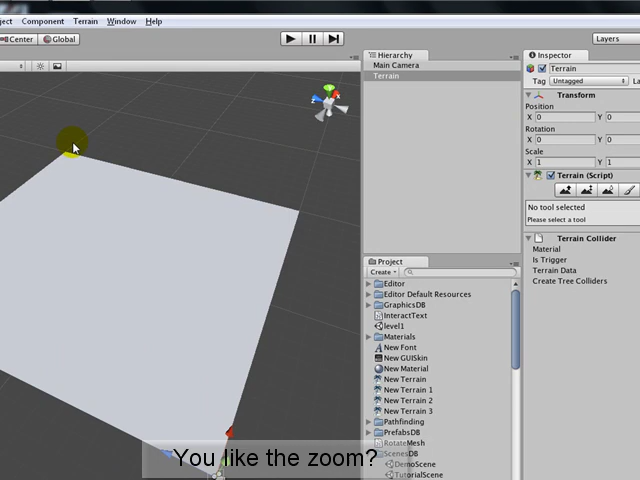 ject Component Terrain Window Help
Center Global Layers
Hierarchy
Main Camera
Terrain
Inspector
Terrain
Tag Untagged La
Transform
Position
X 0 Y 0
Rotation
X 0 Y 0
Scale
X 1 Y 1
Terrain (Script)
No tool selected
Please select a tool
Terrain Collider
Material
Is Trigger
Terrain Data
Create Tree Colliders
Project
Create
Editor
Editor Default Resources
GraphicsDB
InteractText
level1
Materials
New Font
New GUISkin
New Material
New Terrain
New Terrain 1
New Terrain 2
New Terrain 3
Pathfinding
PrefabsDB
RotateMesh
ScenesDB
DemoScene
TutorialScene
You like the zoom?